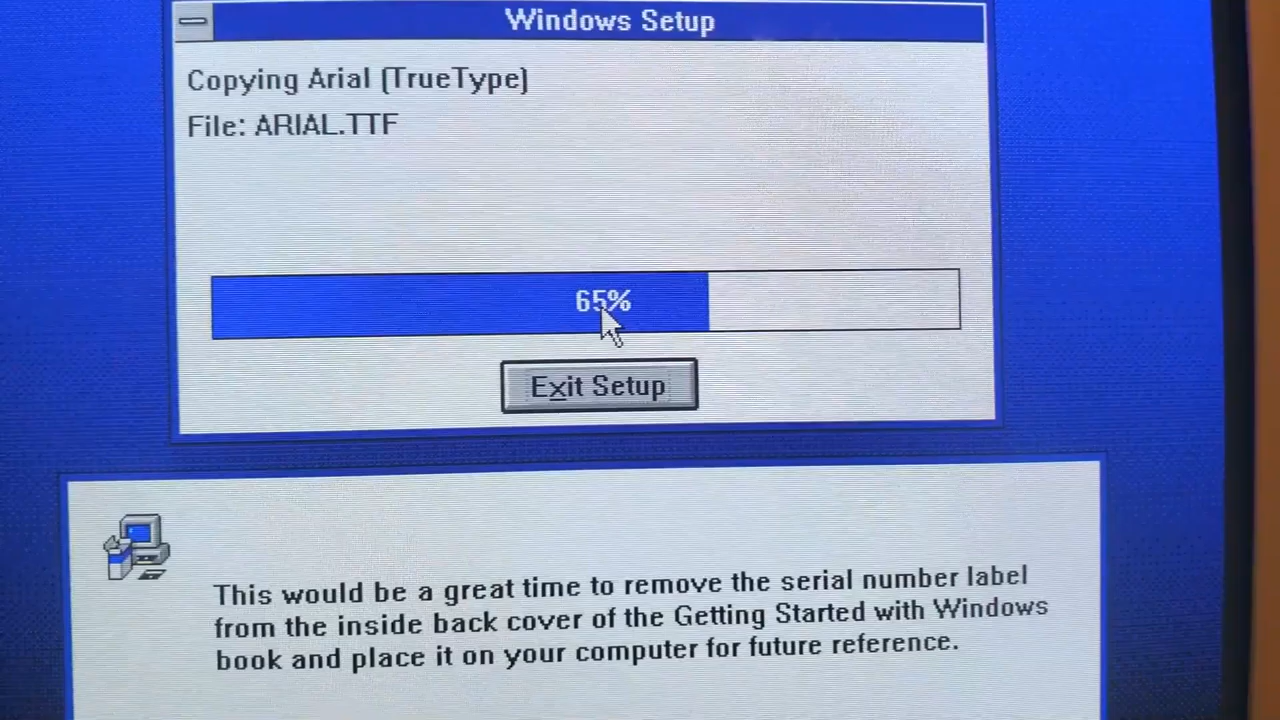 Windows Setup
Copying Arial (TrueType)
File: ARIAL.TTF
65%
Exit Setup
This would be a great time to remove the serial number label
from the inside back cover of the Getting Started with Windows
book and place it on your computer for future reference.